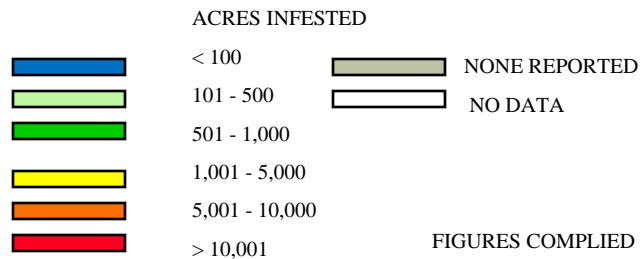 ACRES INFESTED
< 100
NONE REPORTED
101 - 500
NO DATA
501 - 1,000
1,001 - 5,000
5,001 - 10,000
> 10,001
FIGURES COMPLIED